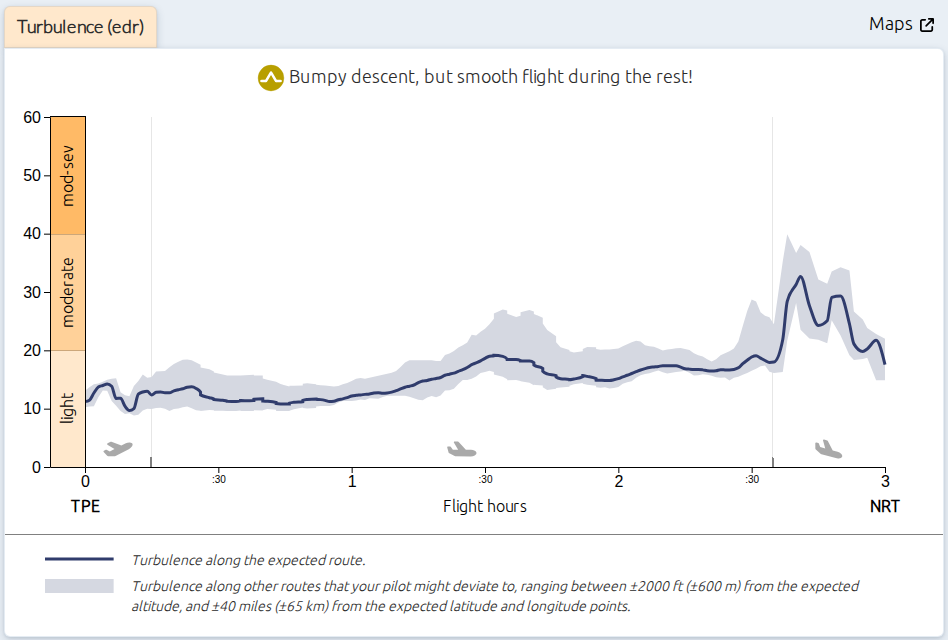 Turbulence (edr)
Maps
Bumpy descent, but smooth flight during the rest!
60
50
40
30
20
10
0
mod-sev
moderate
light
0 :30 1 :30 2 :30 3
TPE Flight hours NRT
Turbulence along the expected route.
Turbulence along other routes that your pilot might deviate to, ranging between ±2000 ft (±600 m) from the expected
altitude, and ±40 miles (±65 km) from the expected latitude and longitude points.